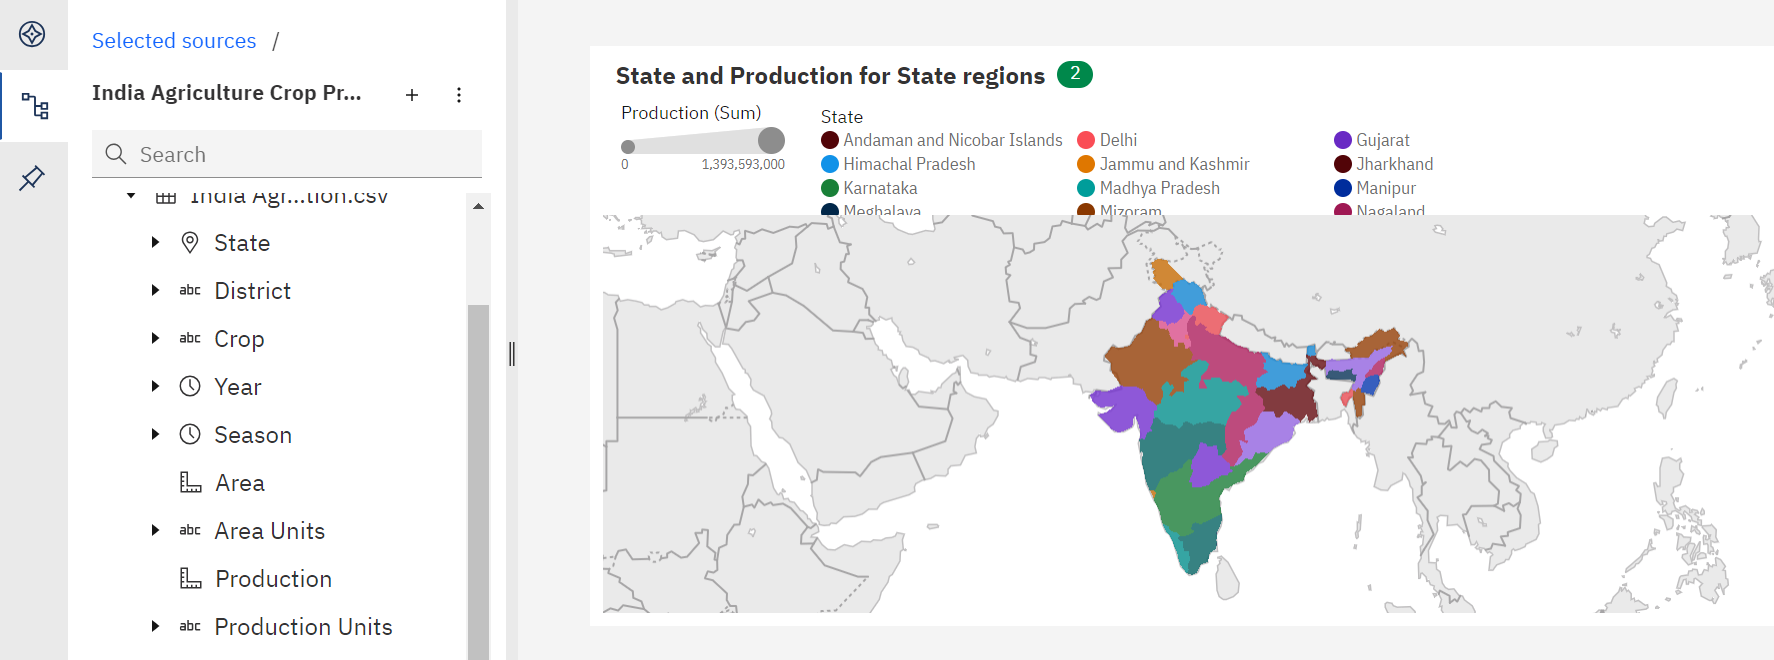 Selected sources /
India Agriculture Crop Pr...
Search
India Agr...tion.csv
State
abc District
abc Crop
Year
Season
Area
abc Area Units
Production
abc Production Units
State and Production for State regions 2
Production (Sum)
0 1,393,593,000
State
Andaman and Nicobar Islands Delhi Gujarat
Himachal Pradesh Jammu and Kashmir Jharkhand
Karnataka Madhya Pradesh Manipur
Meghalaya Mizoram Nagaland